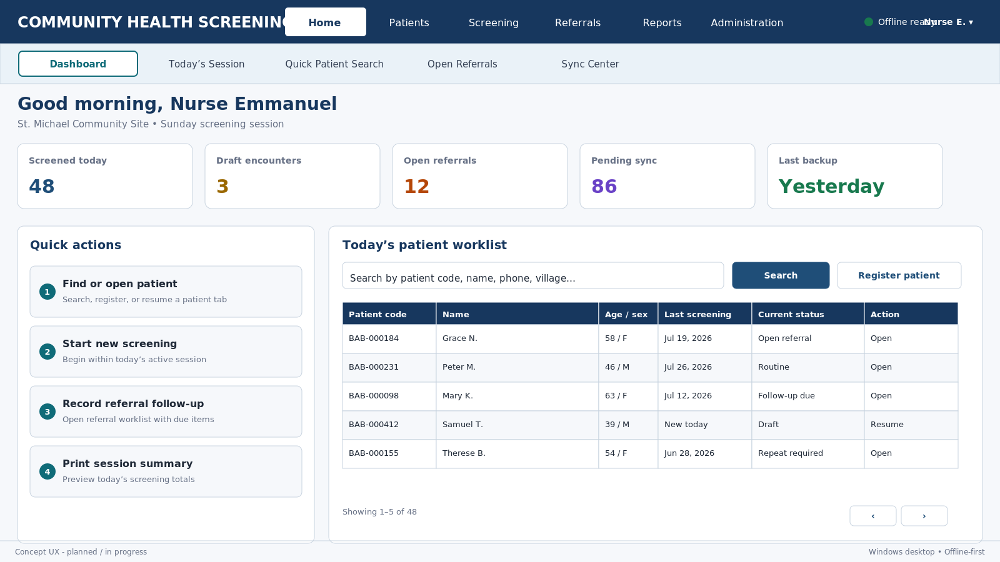 COMMUNITY HEALTH SCREENING Home Patients Screening Referrals Reports Administration Offline ready Nurse E. ▾
Dashboard Today’s Session Quick Patient Search Open Referrals Sync Center
Good morning, Nurse Emmanuel
St. Michael Community Site • Sunday screening session
Screened today Draft encounters Open referrals Pending sync Last backup
48 3 12 86 Yesterday
Quick actions
1 Find or open patient
Search, register, or resume a patient tab
2 Start new screening
Begin within today’s active session
3 Record referral follow-up
Open referral worklist with due items
4 Print session summary
Preview today’s screening totals
Today’s patient worklist
Search by patient code, name, phone, village... Search Register patient
Patient code Name Age / sex Last screening Current status Action
BAB-000184 Grace N. 58 / F Jul 19, 2026 Open referral Open
BAB-000231 Peter M. 46 / M Jul 26, 2026 Routine Open
BAB-000098 Mary K. 63 / F Jul 12, 2026 Follow-up due Open
BAB-000412 Samuel T. 39 / M New today Draft Resume
BAB-000155 Therese B. 54 / F Jun 28, 2026 Repeat required Open
Showing 1–5 of 48 ‹ ›
Concept UX - planned / in progress Windows desktop • Offline-first